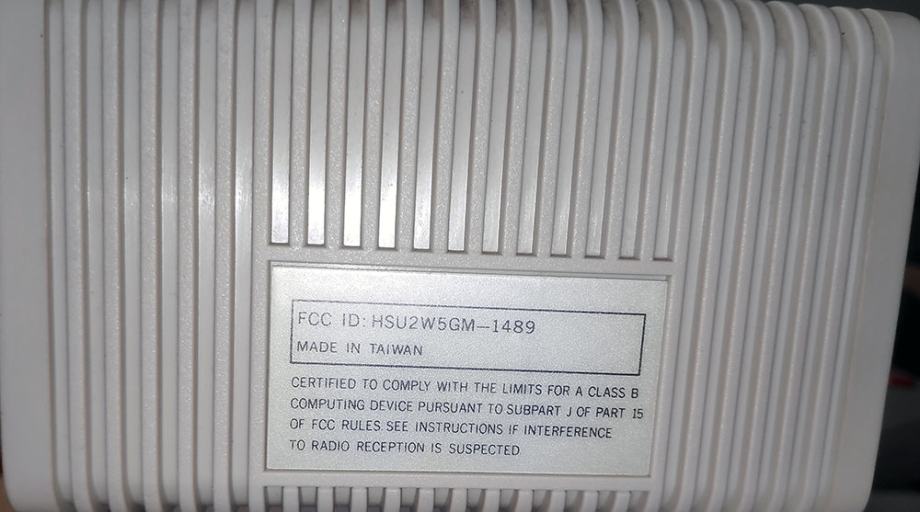 FCC ID: HSU2W5GM—1489
MADE IN TAIWAN
CERTIFIED TO COMPLY WITH THE LIMITS FOR A CLASS B
COMPUTING DEVICE PURSUANT TO SUBPART J OF PART 15
OF FCC RULES. SEE INSTRUCTIONS IF INTERFERENCE
TO RADIO RECEPTION IS SUSPECTED